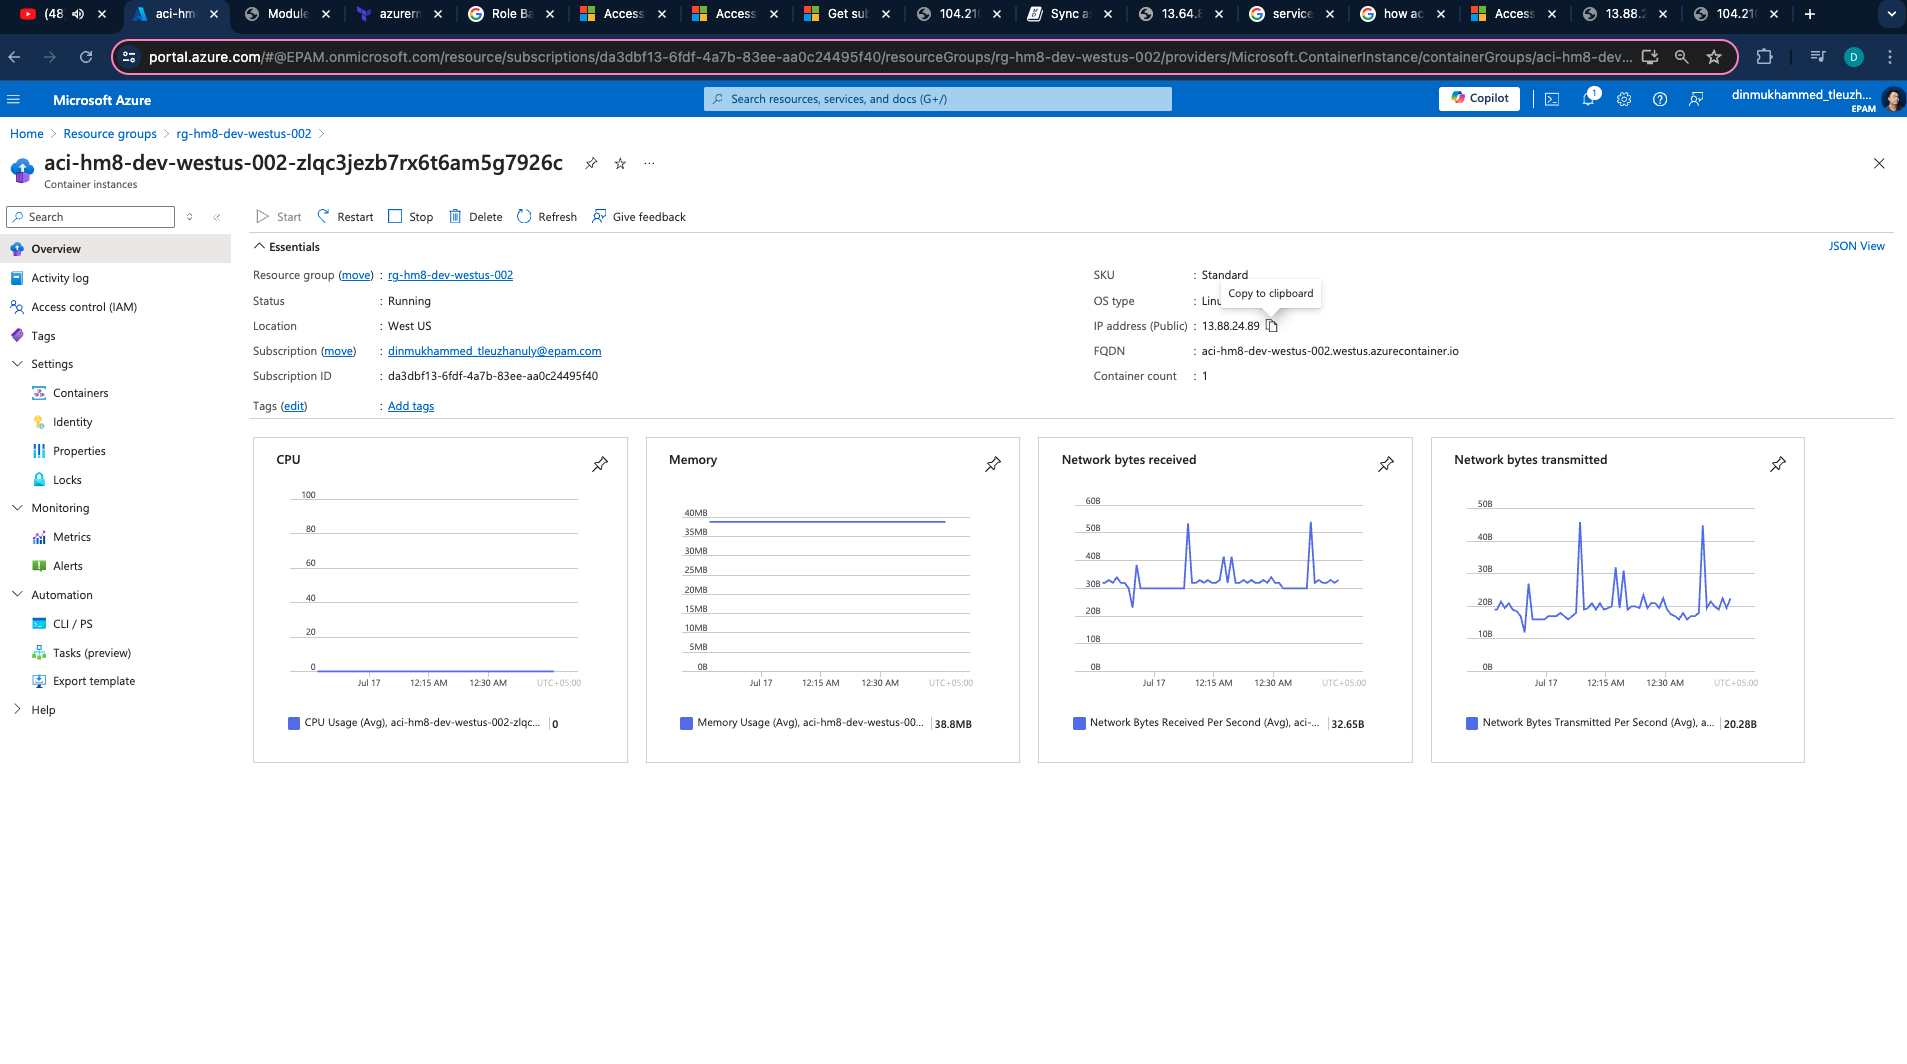 (48
aci-hm
Module
azurerm
Role Ba
Access
Access
Get sub
104.210
Sync a
13.64.8
service
how ac
Access
13.88.2
104.210
portal.azure.com/#@EPAM.onmicrosoft.com/resource/subscriptions/da3dbf13-6fdf-4a7b-83ee-aa0c24495f40/resourceGroups/rg-hm8-dev-westus-002/providers/Microsoft.ContainerInstance/containerGroups/aci-hm8-dev...
D
Microsoft Azure
Search resources, services, and docs (G+/)
Copilot
1
dinmukhammed_tleuzh...
EPAM
Home > Resource groups > rg-hm8-dev-westus-002 >
aci-hm8-dev-westus-002-zlqc3jezb7rx6t6am5g7926c
Container instances
Search
Start Restart Stop Delete Refresh Give feedback
Overview
Activity log
Access control (IAM)
Tags
Settings
Containers
Identity
Properties
Locks
Monitoring
Metrics
Alerts
Automation
CLI / PS
Tasks (preview)
Export template
Help
Essentials
JSON View
Resource group (move) : rg-hm8-dev-westus-002
Status : Running
Location : West US
Subscription (move) : dinmukhammed_tleuzhanuly@epam.com
Subscription ID : da3dbf13-6fdf-4a7b-83ee-aa0c24495f40
Tags (edit) : Add tags
SKU : Standard
Copy to clipboard
OS type : Linu
IP address (Public) : 13.88.24.89
FQDN : aci-hm8-dev-westus-002.westus.azurecontainer.io
Container count : 1
CPU
100
80
60
40
20
0
Jul 17 12:15 AM 12:30 AM UTC+05:00
CPU Usage (Avg), aci-hm8-dev-westus-002-zlqc... 0
Memory
40MB
35MB
30MB
25MB
20MB
15MB
10MB
5MB
0B
Jul 17 12:15 AM 12:30 AM UTC+05:00
Memory Usage (Avg), aci-hm8-dev-westus-00... 38.8MB
Network bytes received
60B
50B
40B
30B
20B
10B
0B
Jul 17 12:15 AM 12:30 AM UTC+05:00
Network Bytes Received Per Second (Avg), aci-... 32.65B
Network bytes transmitted
50B
40B
30B
20B
10B
0B
Jul 17 12:15 AM 12:30 AM UTC+05:00
Network Bytes Transmitted Per Second (Avg), a... 20.28B